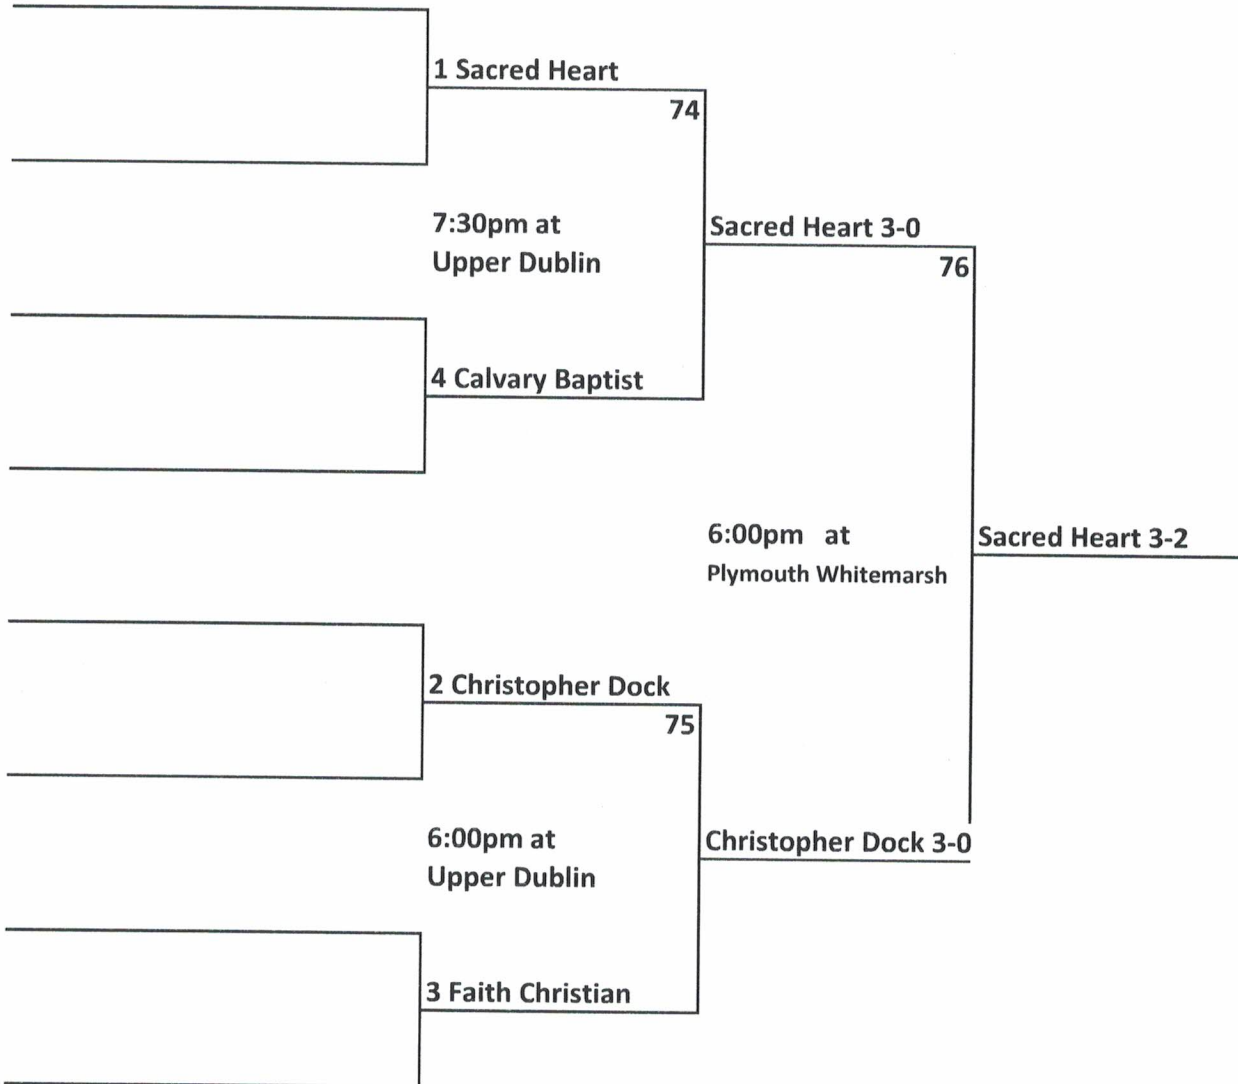 1 Sacred Heart
74
7:30pm at
Upper Dublin
Sacred Heart 3-0
76
4 Calvary Baptist
6:00pm at
Plymouth Whitemarsh
Sacred Heart 3-2
2 Christopher Dock
75
6:00pm at
Upper Dublin
Christopher Dock 3-0
3 Faith Christian